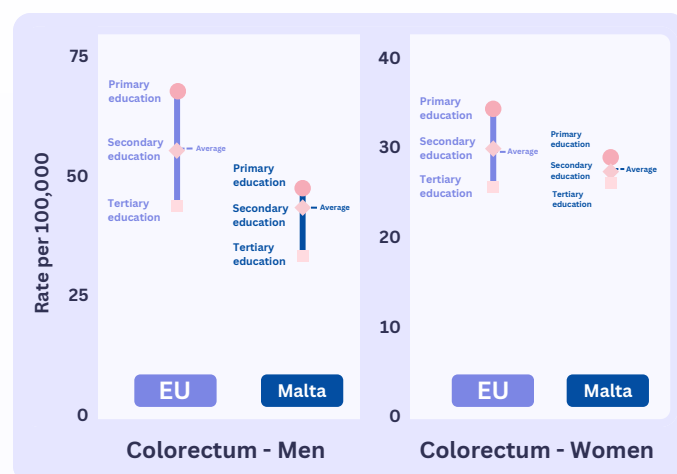 Rate per 100,000
75
50
25
0
Primary
education
Secondary
education
Average
Tertiary
education
Primary
education
Secondary
education
Average
Tertiary
education
EU
Malta
Colorectum - Men
40
30
20
10
0
Primary
education
Secondary
education
Average
Tertiary
education
Primary
education
Secondary
education
Average
Tertiary
education
EU
Malta
Colorectum - Women